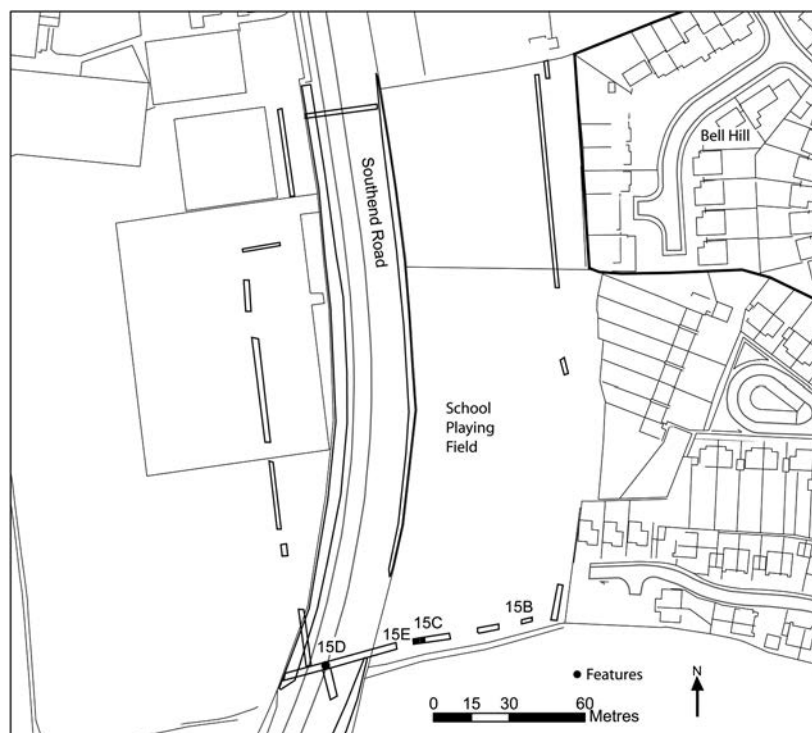 Bell Hill
Southend Road
School
Playing
Field
15B
15C
15E
15D
Features
N
0 15 30 60
Metres